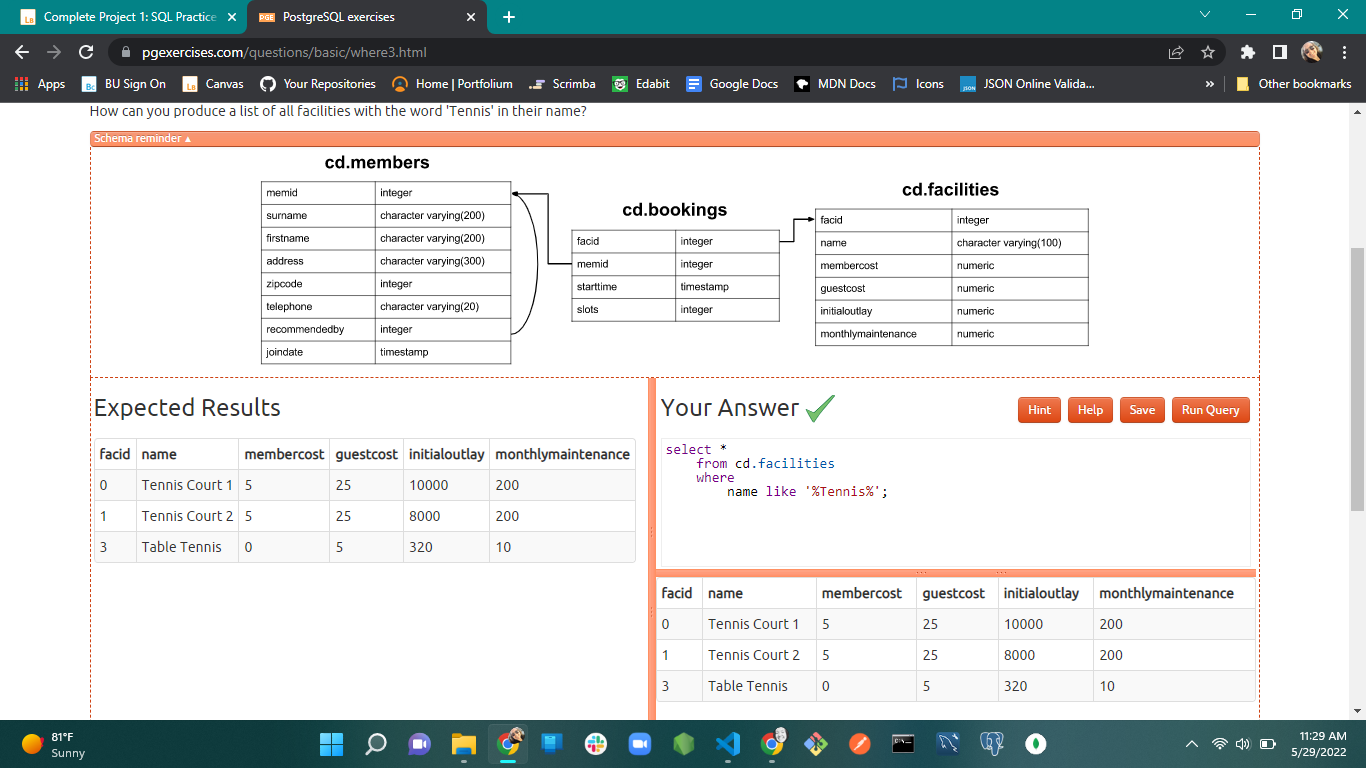 Complete Project 1: SQL Practice
PostgreSQL exercises
pgexercises.com/questions/basic/where3.html
Apps BU Sign On Canvas Your Repositories Home | Portfolium Scrimba Edabit Google Docs MDN Docs Icons JSON Online Valida... » Other bookmarks
How can you produce a list of all facilities with the word 'Tennis' in their name?
Schema reminder ▲
cd.members
memid integer
surname character varying(200)
firstname character varying(200)
address character varying(300)
zipcode integer
telephone character varying(20)
recommendedby integer
joindate timestamp
cd.bookings
facid integer
memid integer
starttime timestamp
slots integer
cd.facilities
facid integer
name character varying(100)
membercost numeric
guestcost numeric
initialoutlay numeric
monthlymaintenance numeric
Expected Results
facid name membercost guestcost initialoutlay monthlymaintenance
0 Tennis Court 1 5 25 10000 200
1 Tennis Court 2 5 25 8000 200
3 Table Tennis 0 5 320 10
Your Answer
Hint Help Save Run Query
select *
from cd.facilities
where
name like '%Tennis%';
facid name membercost guestcost initialoutlay monthlymaintenance
0 Tennis Court 1 5 25 10000 200
1 Tennis Court 2 5 25 8000 200
3 Table Tennis 0 5 320 10
81°F
Sunny
11:29 AM
5/29/2022